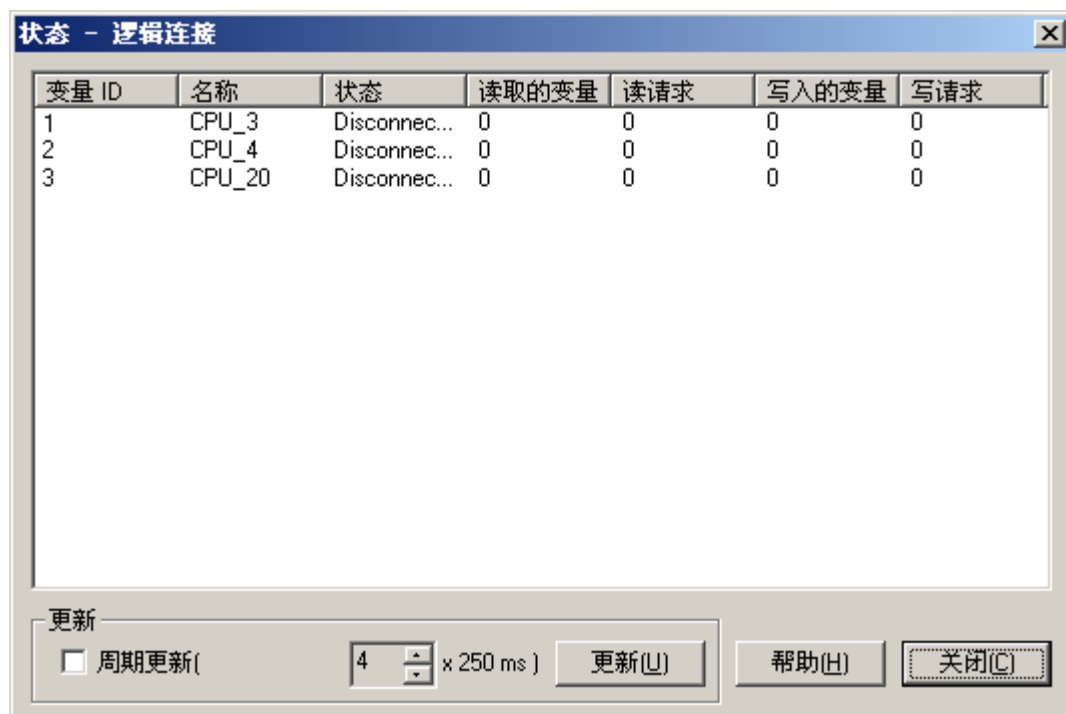 状态 - 逻辑连接
变量 ID 名称 状态 读取的变量 读请求 写入的变量 写请求
1 CPU_3 Disconnec... 0 0 0 0
2 CPU_4 Disconnec... 0 0 0 0
3 CPU_20 Disconnec... 0 0 0 0
更新
周期更新( 4 x 250 ms ) 更新(U) 帮助(H) 关闭(C)